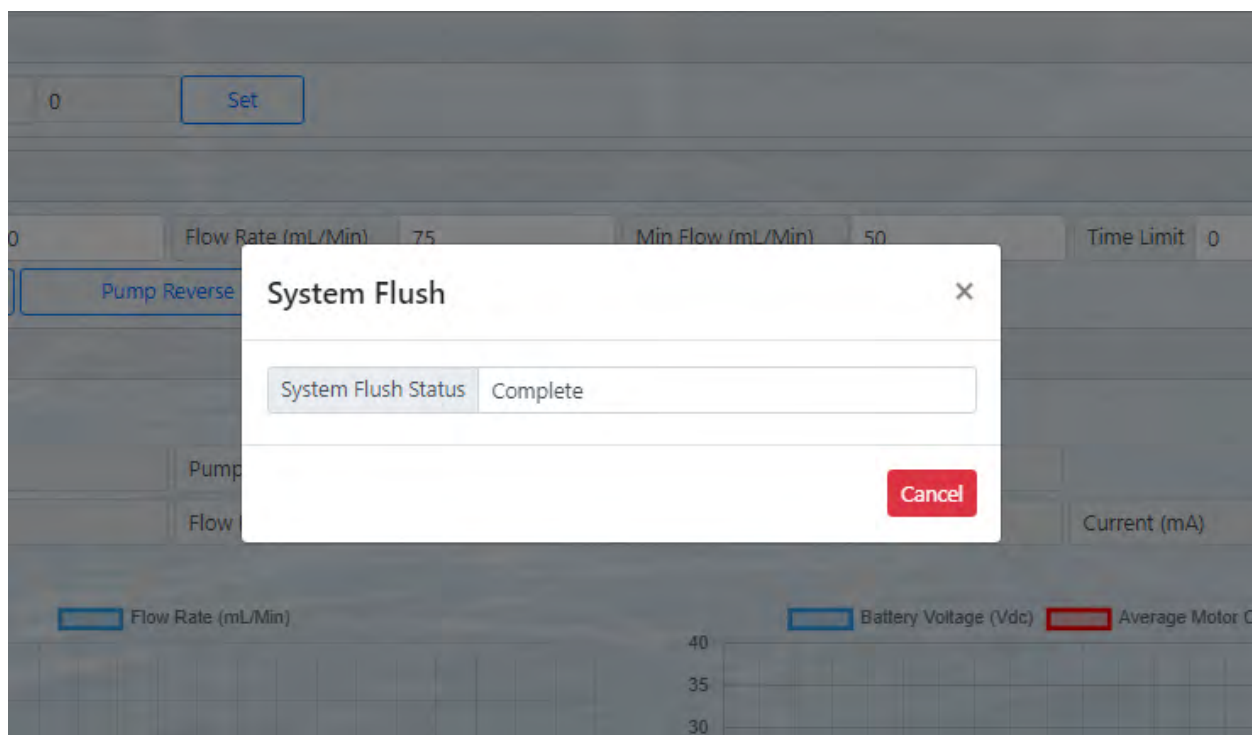 0 Set
0 Flow Rate (mL/Min) 75 Min Flow (mL/Min) 50 Time Limit 0
Pump Reverse
System Flush ×
System Flush Status Complete
Pump
Cancel
Flow Current (mA)
Flow Rate (mL/Min) Battery Voltage (Vdc) Average Motor
40
35
30